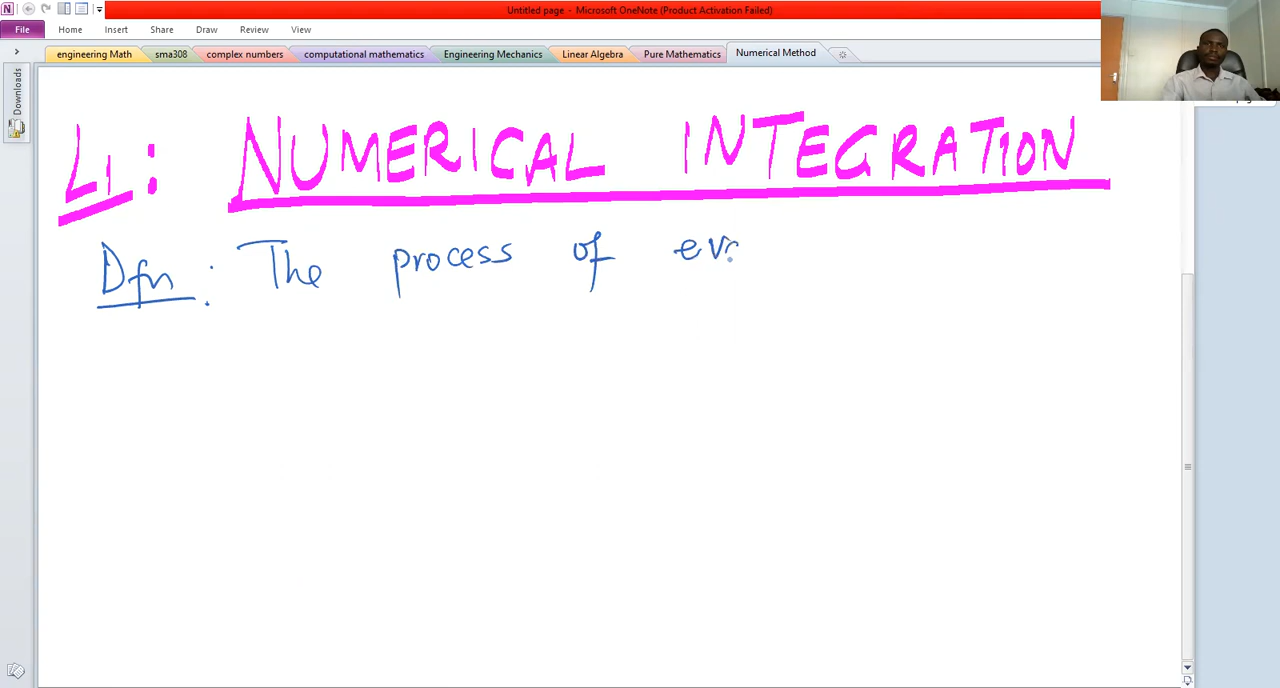 Untitled page - Microsoft OneNote (Product Activation Failed)
File Home Insert Share Draw Review View
engineering Math sma308 complex numbers computational mathematics Engineering Mechanics Linear Algebra Pure Mathematics Numerical Method
Downloads
L1: NUMERICAL INTEGRATION
Dfn: The process of eva